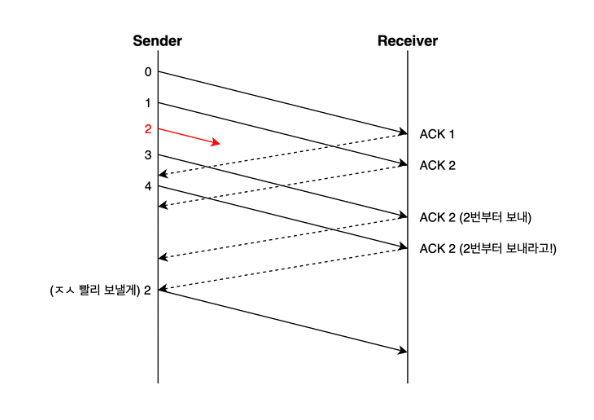 Sender
Receiver
0
1
ACK 1
2
3
ACK 2
4
ACK 2 (2번부터 보내)
ACK 2 (2번부터 보내라고!)
(ㅈㅅ 빨리 보낼게) 2